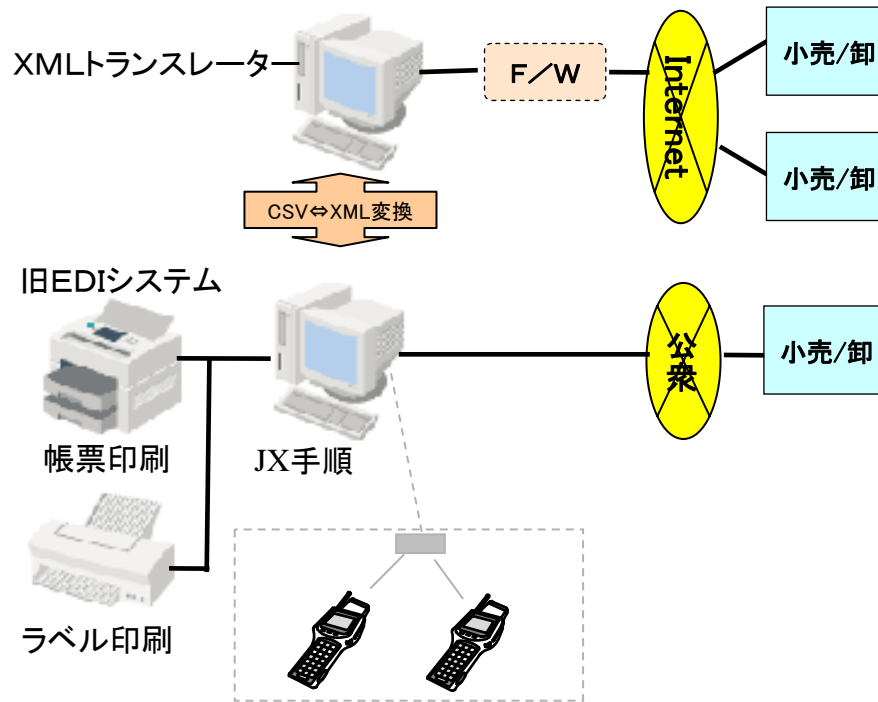 XMLトランスレーター
F/W
Internet
小売/卸
小売/卸
CSV⇔XML変換
旧EDIシステム
公衆
小売/卸
帳票印刷
JX手順
ラベル印刷